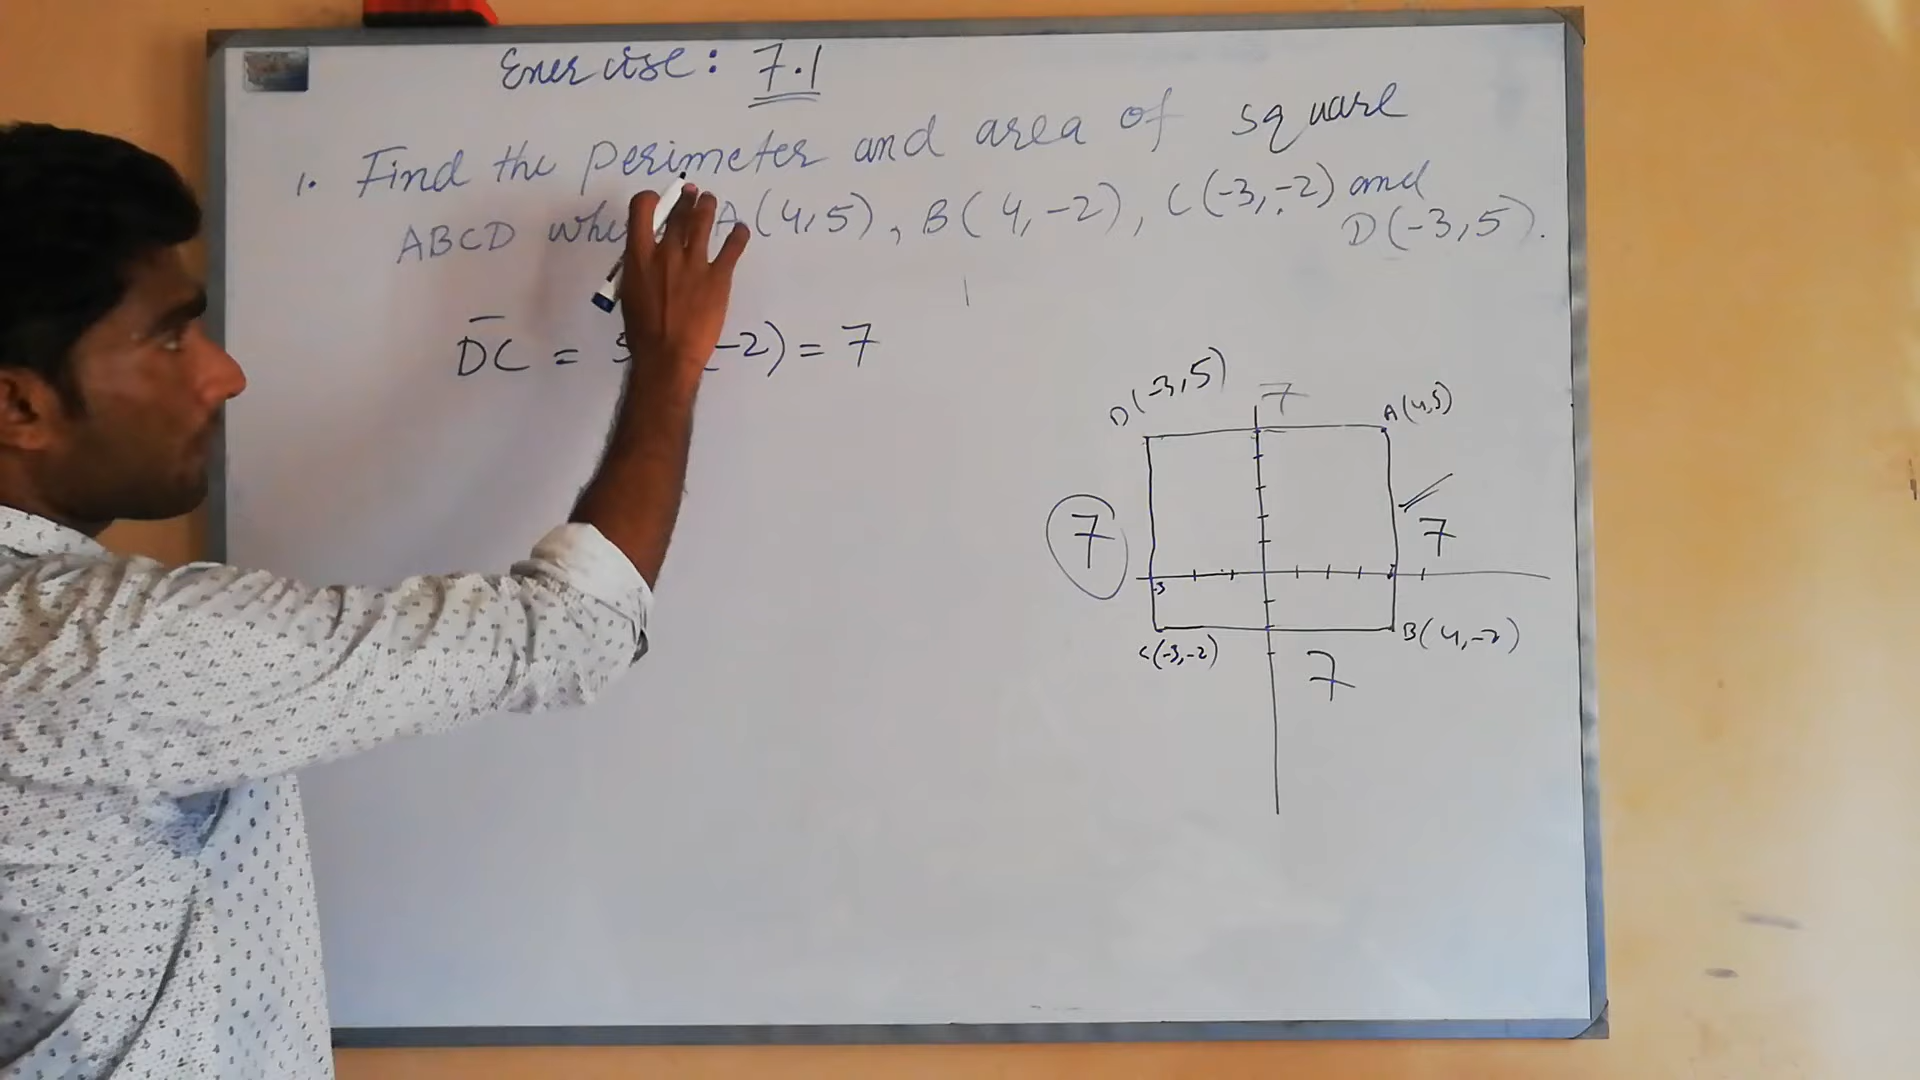 Exercise: 7.1
1. Find the perimeter and area of square
ABCD A(4,5), B(4,-2), C(-3,-2) and
D(-3,5).
DC = -2) = 7
D(-3,5)
7
A(4,5)
7
7
-3
C(-3,-2)
B(4,-2)
7